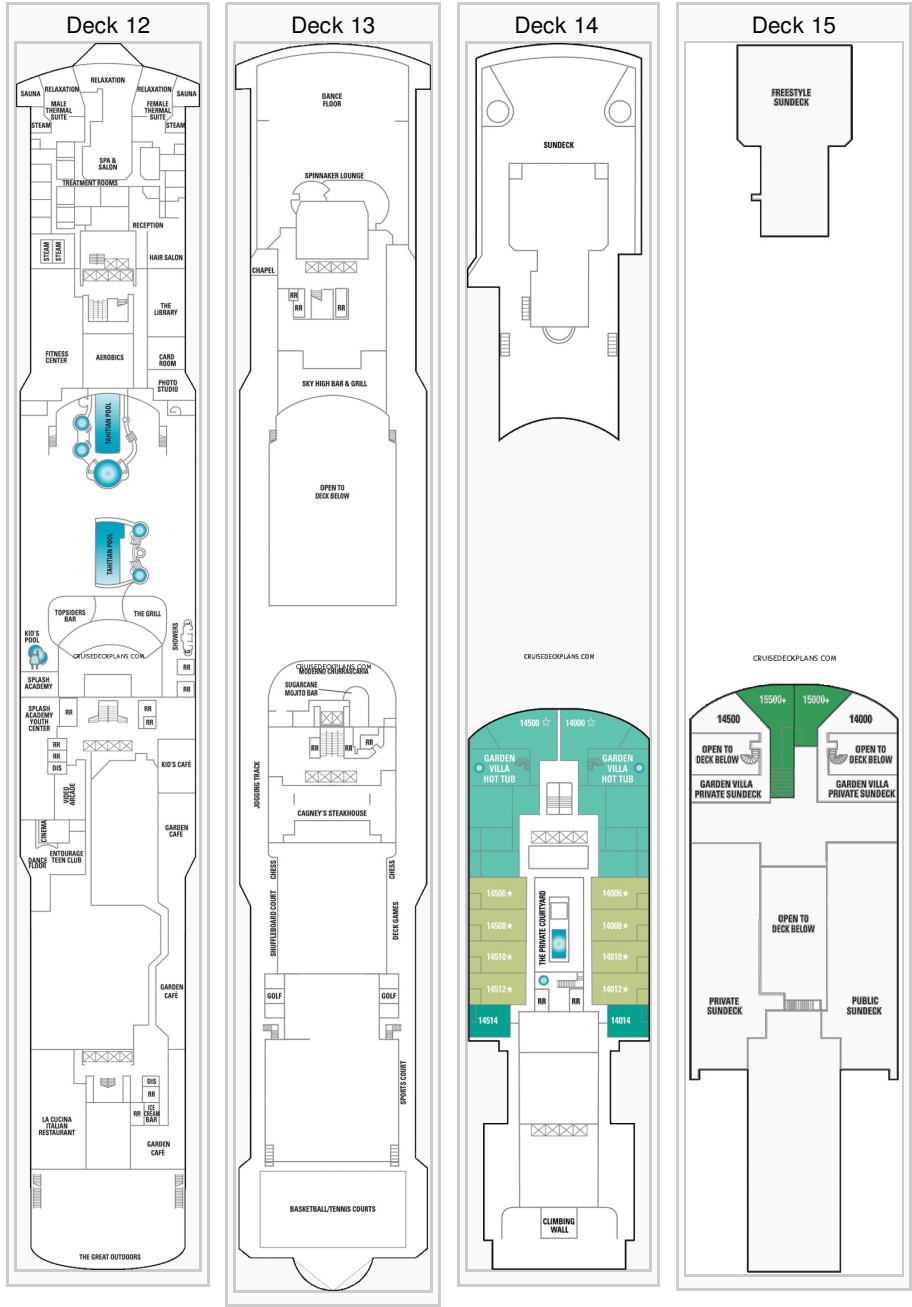 Deck 12
RELAXATION
RELAXATION
RELAXATION
SAUNA
SAUNA
MALE
THERMAL
SUITE
FEMALE
THERMAL
SUITE
STEAM
STEAM
SPA &
SALON
TREATMENT ROOMS
RECEPTION
STEAM
STEAM
HAIR SALON
THE
LIBRARY
FITNESS
CENTER
AEROBICS
CARD
ROOM
PHOTO
STUDIO
TAHITIAN POOL
TAHITIAN POOL
TOPSIDERS
BAR
THE GRILL
KID'S
POOL
SHOWERS
CRUISEDECKPLANS.COM
RR
SPLASH
ACADEMY
RR
SPLASH
ACADEMY
YOUTH
CENTER
RR
RR
RR
RR
RR
DIS
KID'S CAFÉ
VIDEO
ARCADE
CINEMA
GARDEN
CAFÉ
DANCE
FLOOR
ENTOURAGE
TEEN CLUB
GARDEN
CAFÉ
DIS
RR
RR
ICE
CREAM
BAR
LA CUCINA
ITALIAN
RESTAURANT
GARDEN
CAFÉ
THE GREAT OUTDOORS
Deck 13
DANCE
FLOOR
SPINNAKER LOUNGE
CHAPEL
RR
RR
RR
SKY HIGH BAR & GRILL
OPEN TO
DECK BELOW
CRUISEDECKPLANS.COM
MODERNO CHURRASCARIA
SUGARCANE
MOJITO BAR
RR
RR
RR
JOGGING TRACK
CAGNEY'S STEAKHOUSE
CHESS
CHESS
SHUFFLEBOARD COURT
DECK GAMES
GOLF
GOLF
SPORTS COURT
BASKETBALL/TENNIS COURTS
Deck 14
SUNDECK
CRUISEDECKPLANS.COM
14500 ☆
14000 ☆
GARDEN
VILLA
HOT TUB
GARDEN
VILLA
HOT TUB
14506★
14006★
THE PRIVATE COURTYARD
14508★
14008★
14510★
14010★
14512★
14012★
RR
RR
14514
14014
CLIMBING
WALL
Deck 15
FREESTYLE
SUNDECK
CRUISEDECKPLANS.COM
15500+
15000+
14500
14000
OPEN TO
DECK BELOW
OPEN TO
DECK BELOW
GARDEN VILLA
PRIVATE SUNDECK
GARDEN VILLA
PRIVATE SUNDECK
OPEN TO
DECK BELOW
PRIVATE
SUNDECK
PUBLIC
SUNDECK